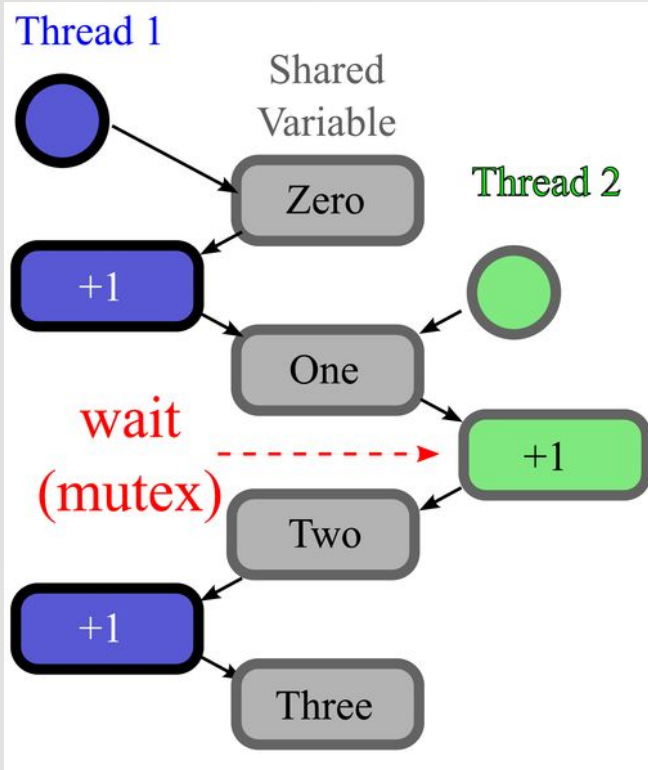 Thread 1
Shared
Variable
Zero
Thread 2
+1
One
wait
(mutex)
+1
Two
+1
Three